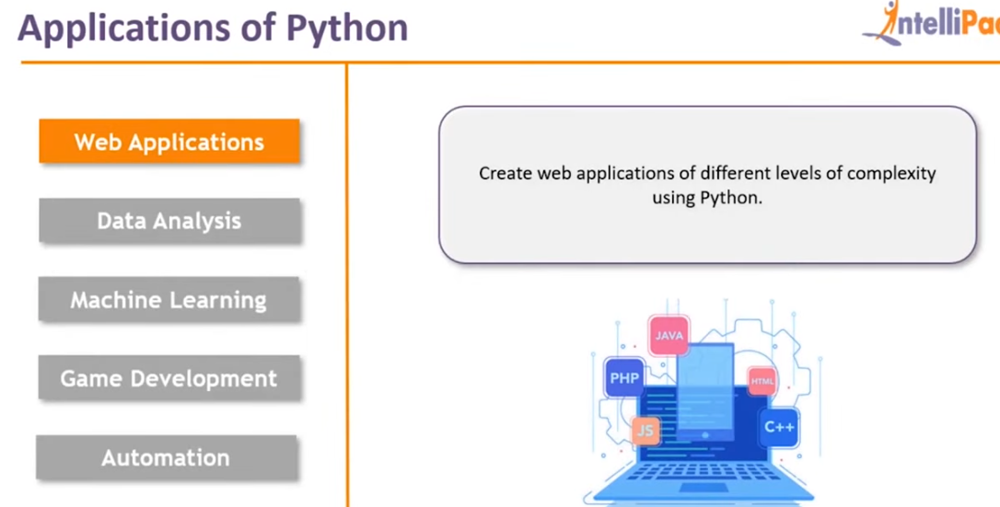 Applications of Python
Web Applications
Data Analysis
Machine Learning
Game Development
Automation
Create web applications of different levels of complexity
using Python.
JAVA
PHP
HTML
JS
C++